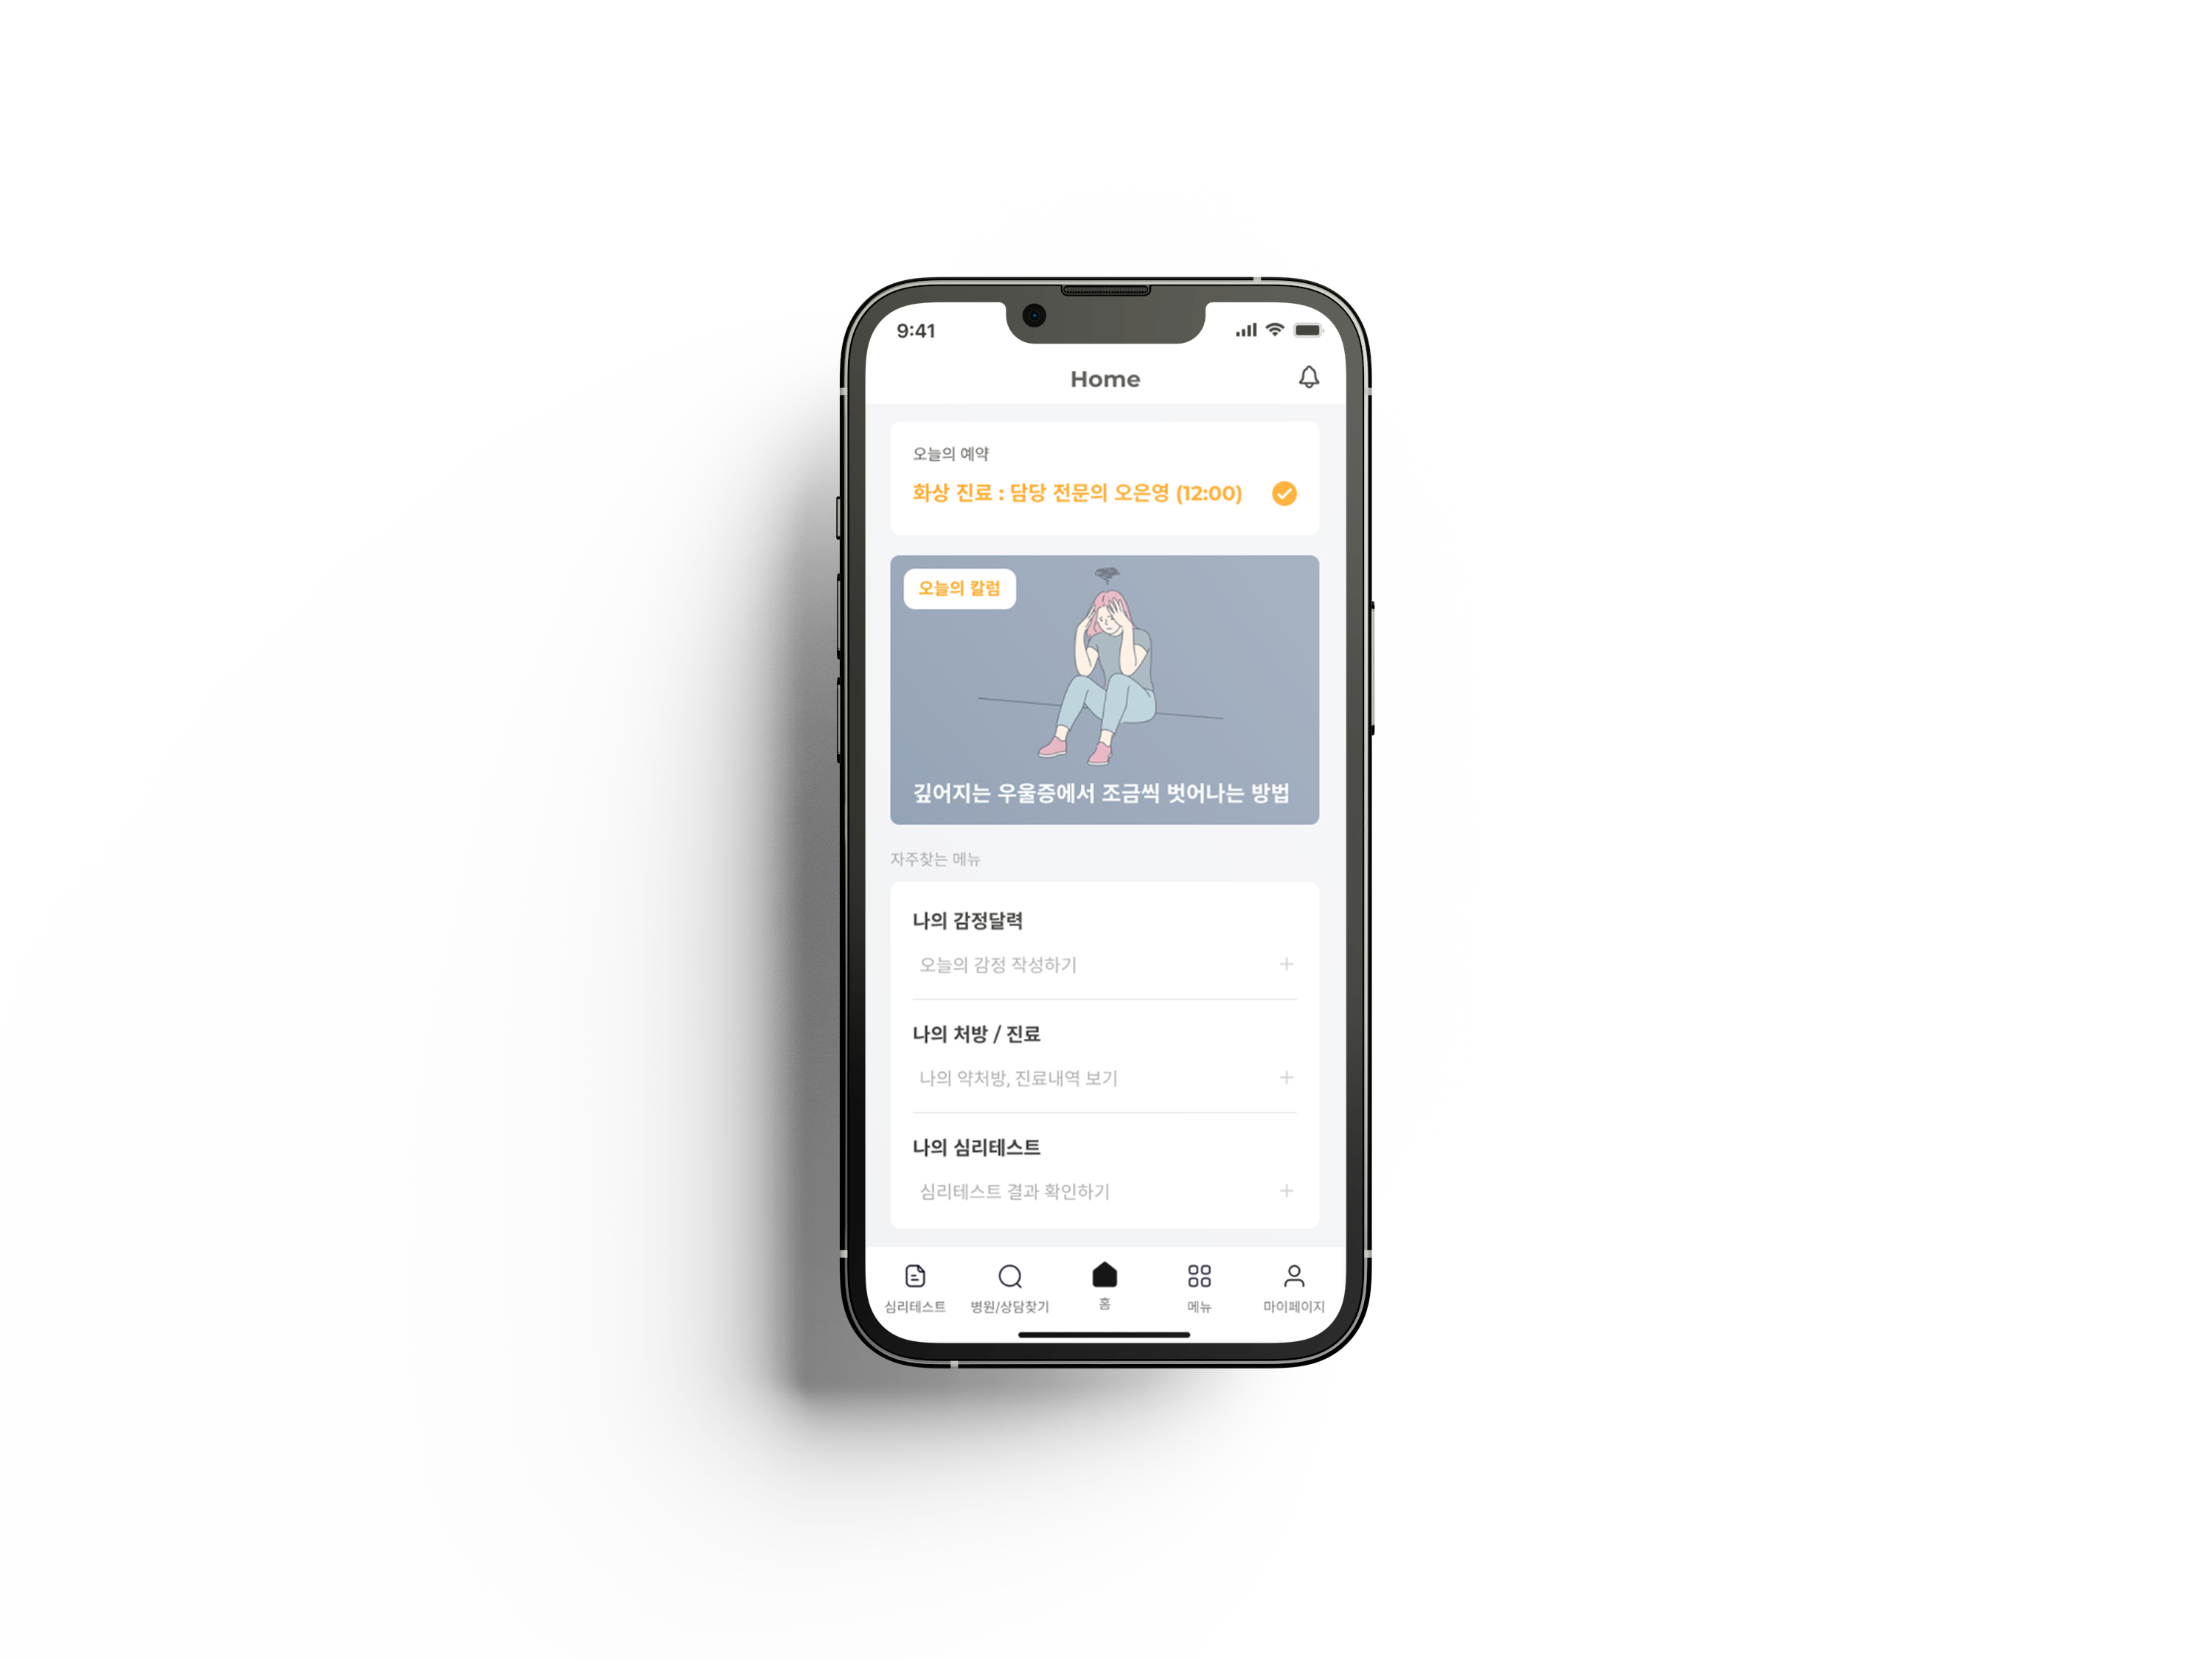 9:41
Home
오늘의 예약
화상 진료 : 담당 전문의 오은영 (12:00)
오늘의 칼럼
깊어지는 우울증에서 조금씩 벗어나는 방법
자주찾는 메뉴
나의 감정달력
오늘의 감정 작성하기
나의 처방 / 진료
나의 약처방, 진료내역 보기
나의 심리테스트
심리테스트 결과 확인하기
심리테스트 병원/상담찾기 홈 메뉴 마이페이지